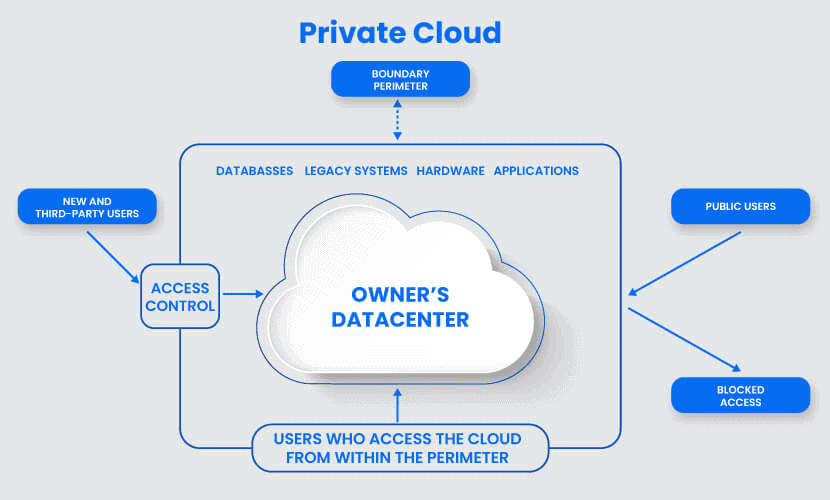 Private Cloud
BOUNDARY
PERIMETER
DATABASSES LEGACY SYSTEMS HARDWARE APPLICATIONS
NEW AND
THIRD-PARTY USERS
PUBLIC USERS
ACCESS
CONTROL
OWNER'S
DATACENTER
BLOCKED
ACCESS
USERS WHO ACCESS THE CLOUD
FROM WITHIN THE PERIMETER